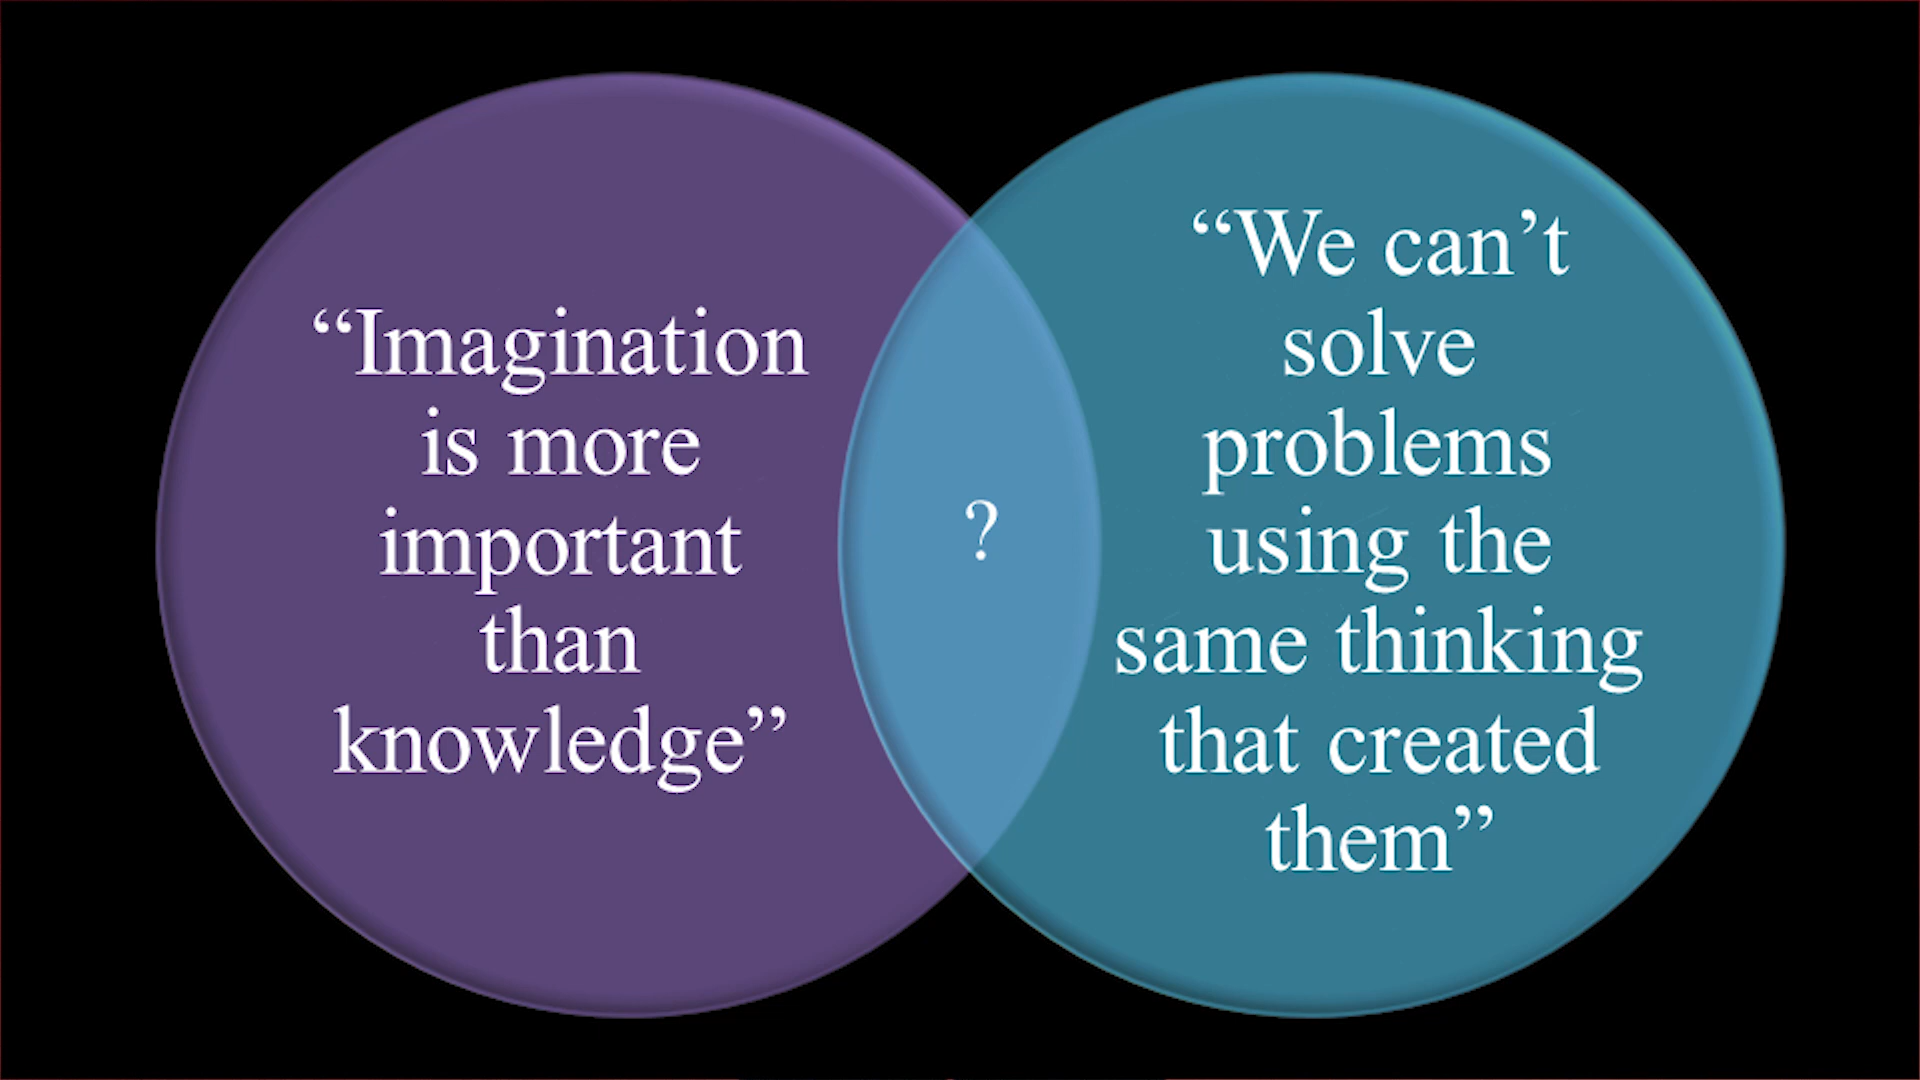 “Imagination
is more
important
than
knowledge”
?
“We can’t
solve
problems
using the
same thinking
that created
them”